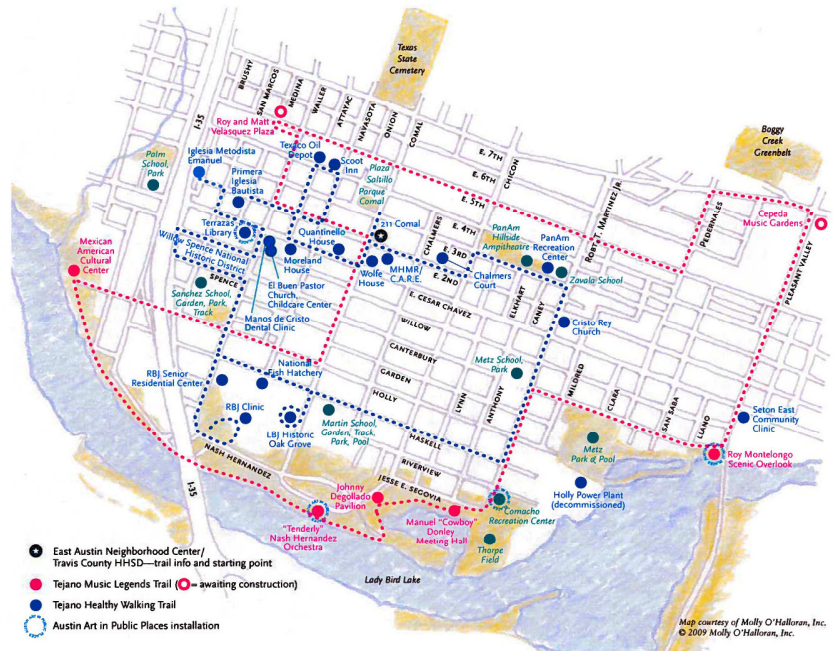 Texas
State
Cemetery
BRUSHY
SAN MARCOS
MEDINA
WALLER
ATTAYAC
NAVASOTA
ONION
COMAL
I-35
Roy and Matt
Velasquez Plaza
E. 7TH
E. 6TH
E. 5TH
CHICON
Boggy
Creek
Greenbelt
Palm
School,
Park
Iglesia Metodista
Emanuel
Texaco Oil
Depot
Scoot
Inn
Plaza
Saltillo
Parque
Comal
Primera
Iglesia
Bautista
ROBT. T. MARTINEZ JR.
PEDERNALES
Cepeda
Music Gardens
PLEASANT VALLEY
Terrazas
Library
Quantinello
House
211 Comal
CHALMERS
E. 4TH
E. 3RD
E. 2ND
PanAm
Hillside
Ampitheatre
PanAm
Recreation
Center
Zavala School
Mexican
American
Cultural
Center
Willow Spence National
Historic District
Moreland
House
Wolfe
House
MHMR/
C.A.R.E.
Chalmers
Court
SPENCE
Sanchez School,
Garden, Park,
Track
El Buen Pastor
Church,
Childcare Center
Manos de Cristo
Dental Clinic
E. CESAR CHAVEZ
ELKHART
CANEY
WILLOW
Cristo Rey
Church
CANTERBURY
GARDEN
HOLLY
LYNN
ANTHONY
Metz School,
Park
MILDRED
CLARA
SAN SABA
LLANO
National
Fish Hatchery
RBJ Senior
Residential Center
RBJ Clinic
LBJ Historic
Oak Grove
Martin School,
Garden, Track,
Park, Pool
HASKELL
RIVERVIEW
JESSE E. SEGOVIA
NASH HERNANDEZ
I-35
Metz
Park & Pool
Seton East
Community
Clinic
Roy Montelongo
Scenic Overlook
Holly Power Plant
(decommissioned)
Johnny
Degollado
Pavilion
"Tenderly"
Nash Hernandez
Orchestra
Manuel "Cowboy"
Donley
Meeting Hall
Camacho
Recreation Center
Thorpe
Field
Lady Bird Lake
East Austin Neighborhood Center/
Travis County HHSD—trail info and starting point
Tejano Music Legends Trail ( = awaiting construction)
Tejano Healthy Walking Trail
Austin Art in Public Places installation
Map courtesy of Molly O'Halloran, Inc.
© 2009 Molly O'Halloran, Inc.